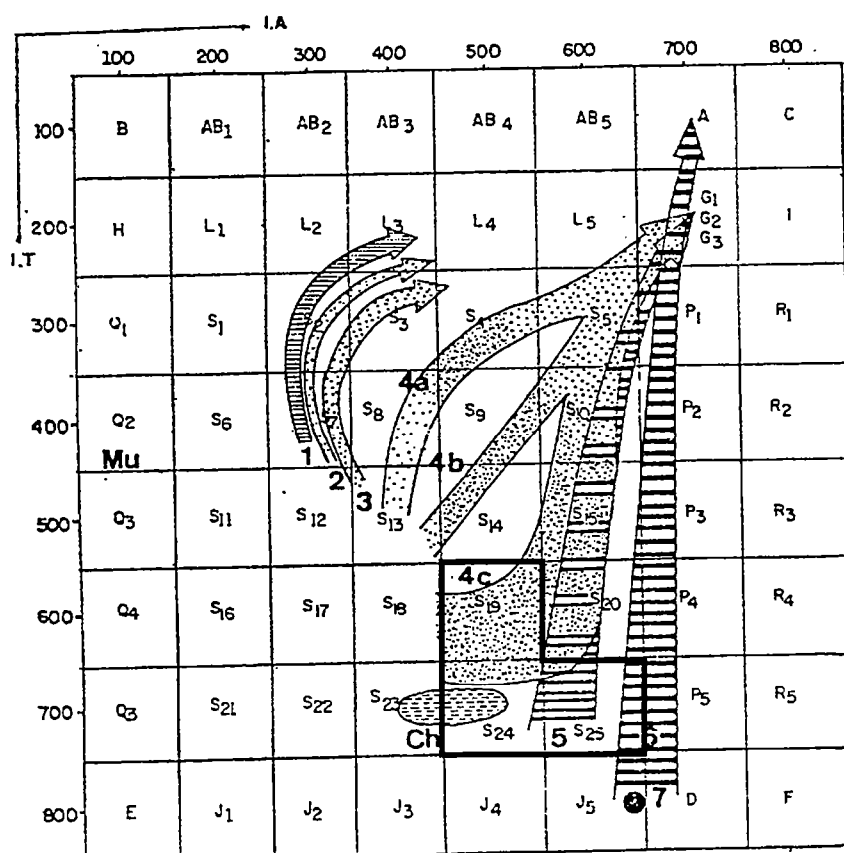 I.A
100 200 300 400 500 600 700 800
I.T
100 B AB1 AB2 AB3 AB4 AB5 A C
200 H L1 L2 L3 L4 L5 G1 G2 G3 I
300 Q1 S1 S3 S4 S5 P1 R1
4a
400 Q2 S6 7 S8 S9 S10 P2 R2
Mu 1 2 3 4b
500 Q3 S11 S12 S13 S14 S15 P3 R3
4c
600 Q4 S16 S17 S18 S19 S20 P4 R4
700 Q3 S21 S22 S23 S24 S25 P5 R5
Ch 5 6
800 E J1 J2 J3 J4 J5 7 D F